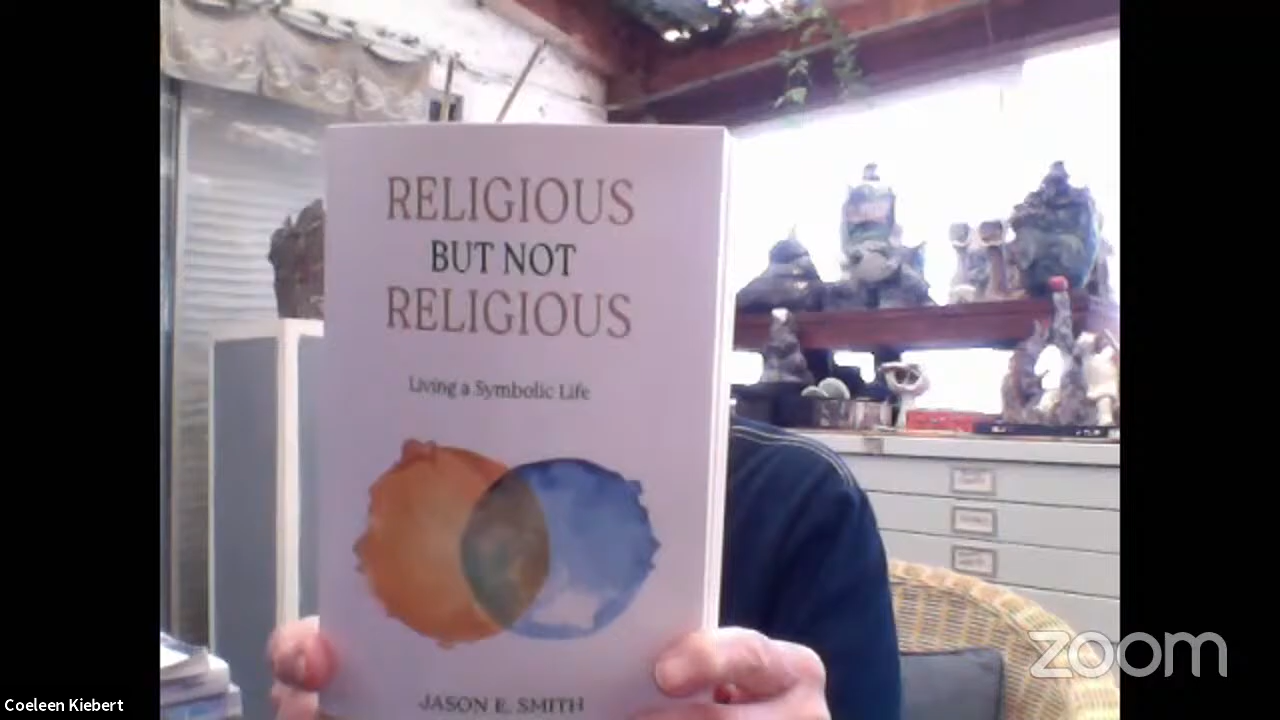 RELIGIOUS
BUT NOT
RELIGIOUS
Living a Symbolic Life
JASON E. SMITH
Coeleen Kiebert
zoom